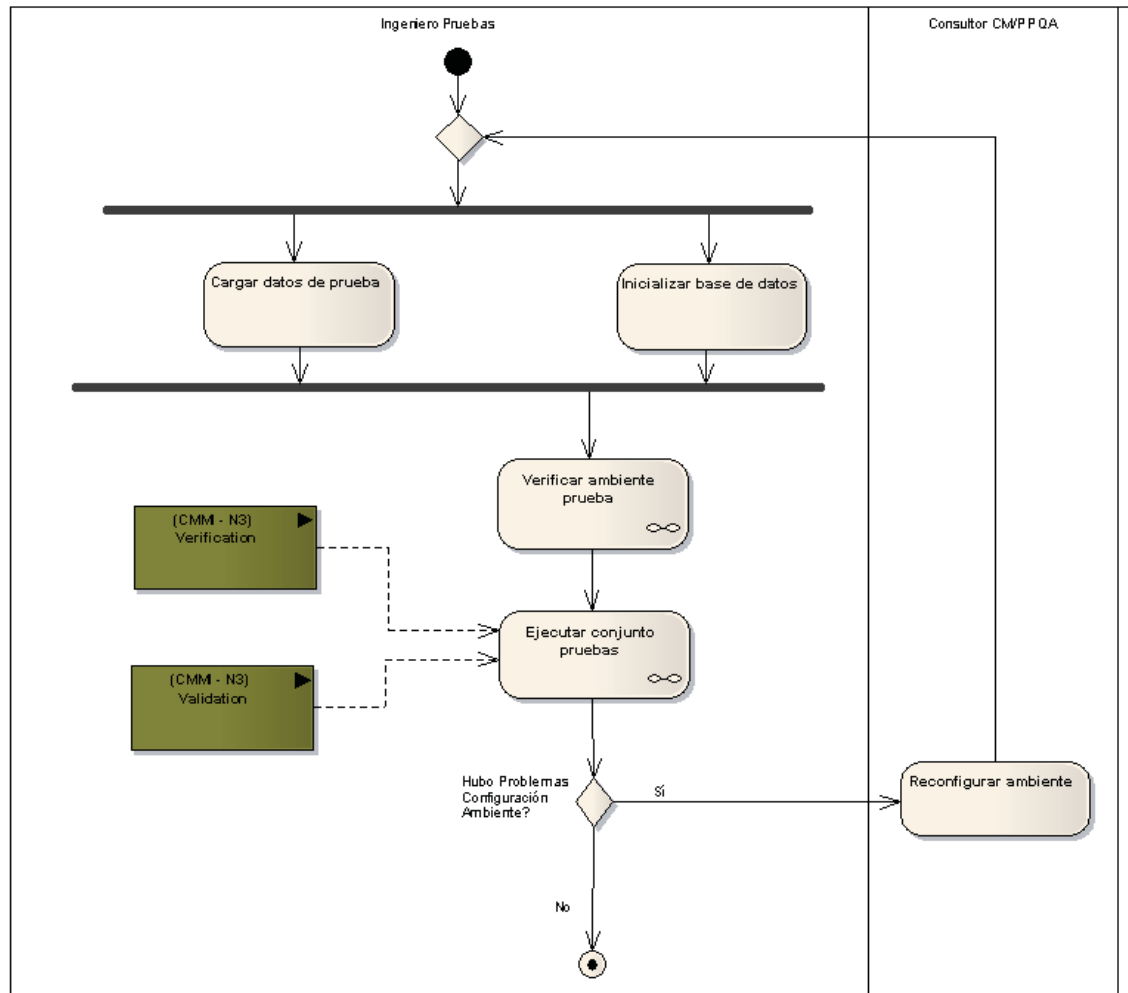 Ingeniero Pruebas
Consultor CM/PPQA
Cargar datos de prueba
Inicializar base de datos
Verificar ambiente
prueba
(CMMI - N3)
Verification
Ejecutar conjunto
pruebas
(CMMI - N3)
Validation
Hubo Problemas
Configuración
Ambiente?
Sí
Reconfigurar ambiente
No